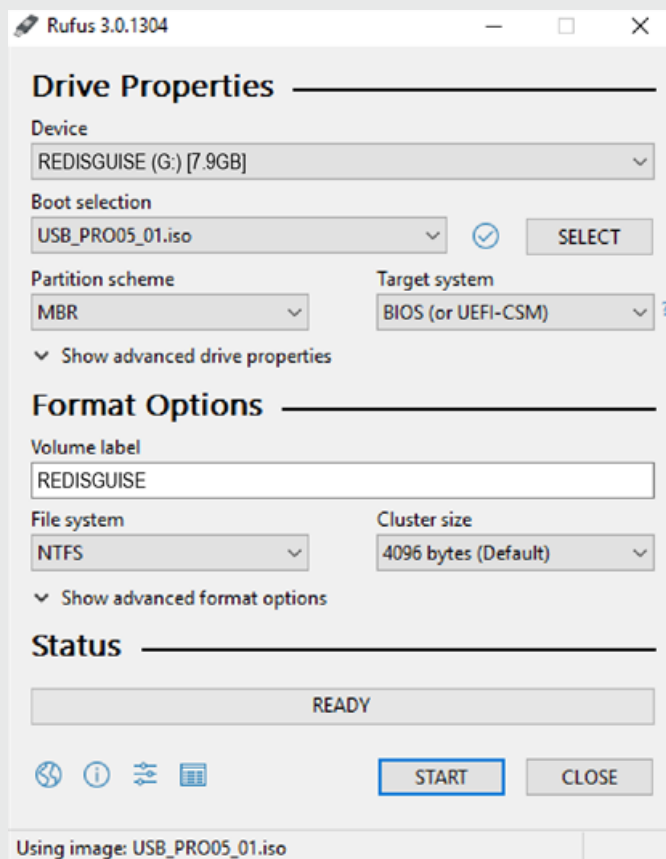 Rufus 3.0.1304
Drive Properties
Device
REDISGUISE (G:) [7.9GB]
Boot selection
USB_PRO05_01.iso
SELECT
Partition scheme
Target system
MBR
BIOS (or UEFI-CSM)
?
Show advanced drive properties
Format Options
Volume label
REDISGUISE
File system
Cluster size
NTFS
4096 bytes (Default)
Show advanced format options
Status
READY
START
CLOSE
Using image: USB_PRO05_01.iso